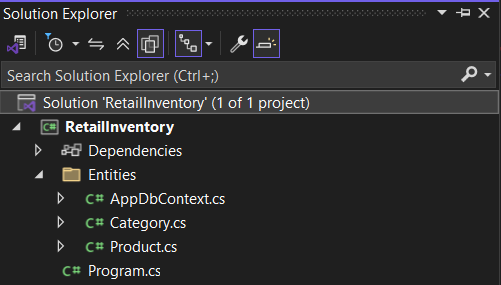 Solution Explorer
Search Solution Explorer (Ctrl+;)
Solution 'RetailInventory' (1 of 1 project)
C# RetailInventory
Dependencies
Entities
C# AppDbContext.cs
C# Category.cs
C# Product.cs
C# Program.cs